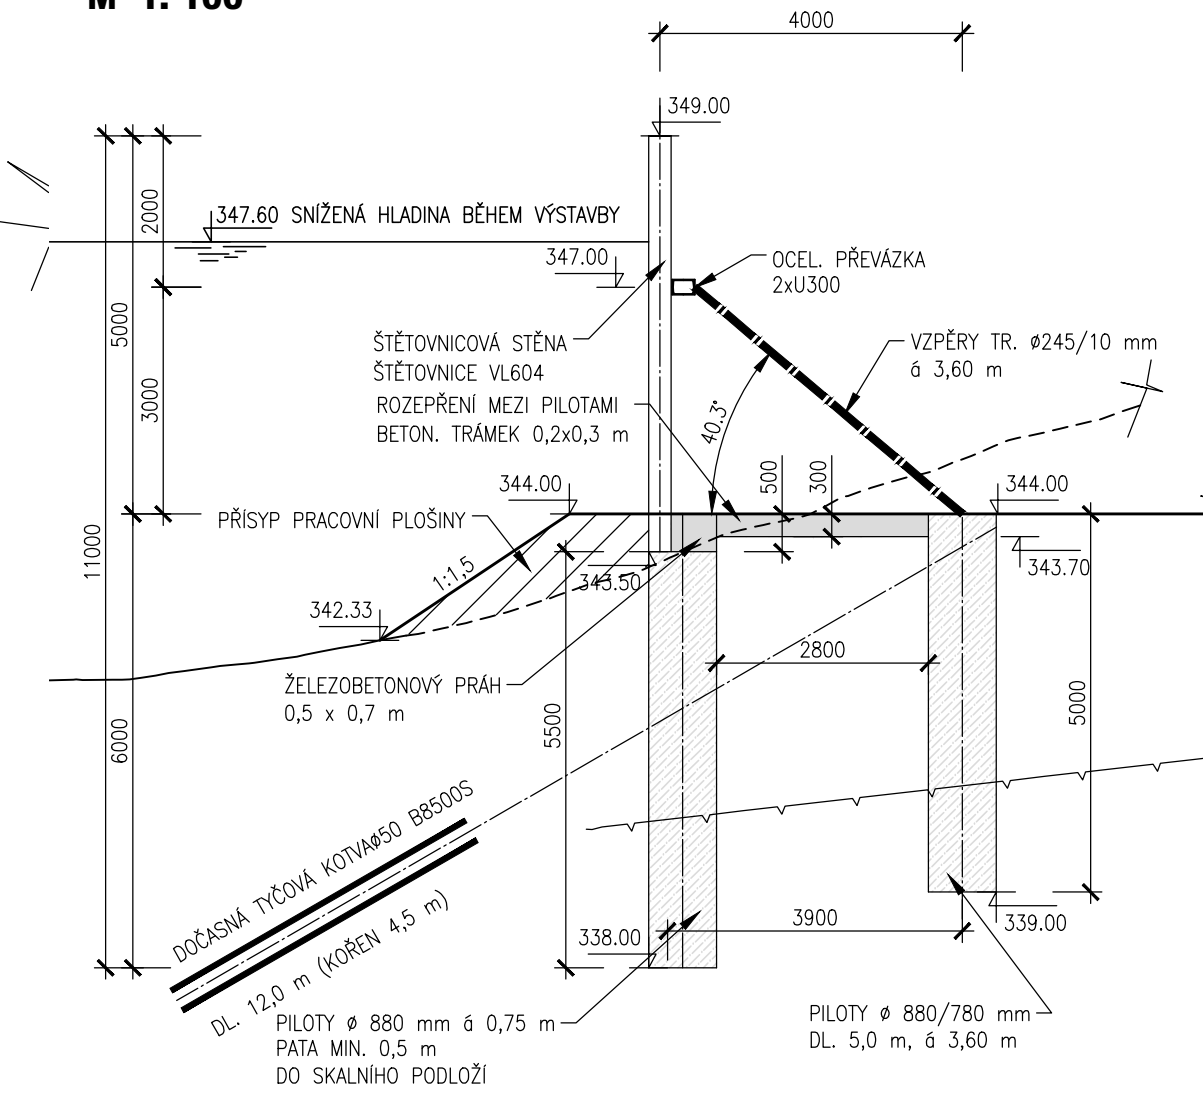 M 1: 100
4000
349.00
347.60 SNÍŽENÁ HLADINA BĚHEM VÝSTAVBY
2000
347.00
OCEL. PŘEVÁZKA
2xU300
5000
ŠTĚTOVNICOVÁ STĚNA
ŠTĚTOVNICE VL604
VZPĚRY TR. ø245/10 mm
á 3,60 m
3000
ROZEPŘENÍ MEZI PILOTAMI
BETON. TRÁMEK 0,2x0,3 m
40.3°
500
300
344.00
344.00
PŘÍSYP PRACOVNÍ PLOŠINY
11000
1:1,5
343.50
343.70
342.33
2800
ŽELEZOBETONOVÝ PRÁH
0,5 x 0,7 m
5500
5000
6000
DOČASNÁ TYČOVÁ KOTVAø50 B8500S
DL. 12,0 m (KOŘEN 4,5 m)
338.00
3900
339.00
PILOTY ø 880 mm á 0,75 m
PATA MIN. 0,5 m
DO SKALNÍHO PODLOŽÍ
PILOTY ø 880/780 mm
DL. 5,0 m, á 3,60 m